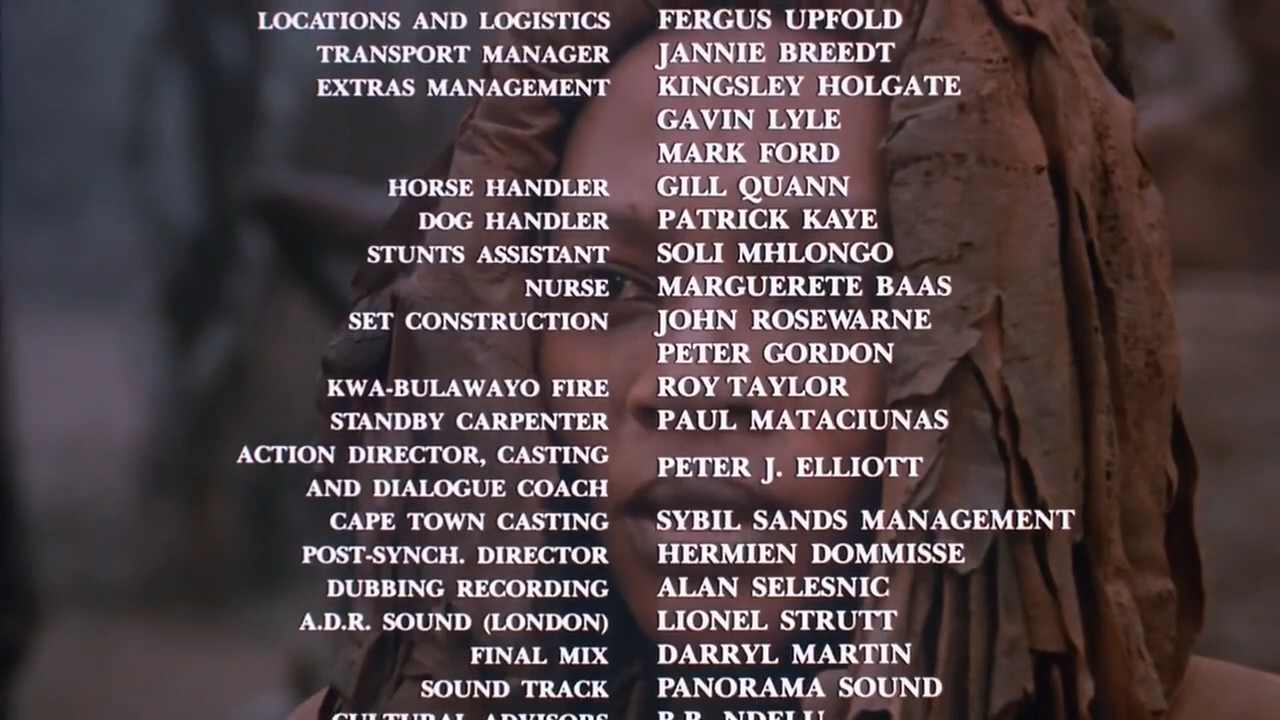 LOCATIONS AND LOGISTICS FERGUS UPFOLD
TRANSPORT MANAGER JANNIE BREEDT
EXTRAS MANAGEMENT KINGSLEY HOLGATE
GAVIN LYLE
MARK FORD
HORSE HANDLER GILL QUANN
DOG HANDLER PATRICK KAYE
STUNTS ASSISTANT SOLI MHLONGO
NURSE MARGUERETE BAAS
SET CONSTRUCTION JOHN ROSEWARNE
PETER GORDON
KWA-BULAWAYO FIRE ROY TAYLOR
STANDBY CARPENTER PAUL MATACIUNAS
ACTION DIRECTOR, CASTING
AND DIALOGUE COACH PETER J. ELLIOTT
CAPE TOWN CASTING SYBIL SANDS MANAGEMENT
POST-SYNCH. DIRECTOR HERMIEN DOMMISSE
DUBBING RECORDING ALAN SELESNIC
A.D.R. SOUND (LONDON) LIONEL STRUTT
FINAL MIX DARRYL MARTIN
SOUND TRACK PANORAMA SOUND
CULTURAL ADVISORS P.B. NDELU